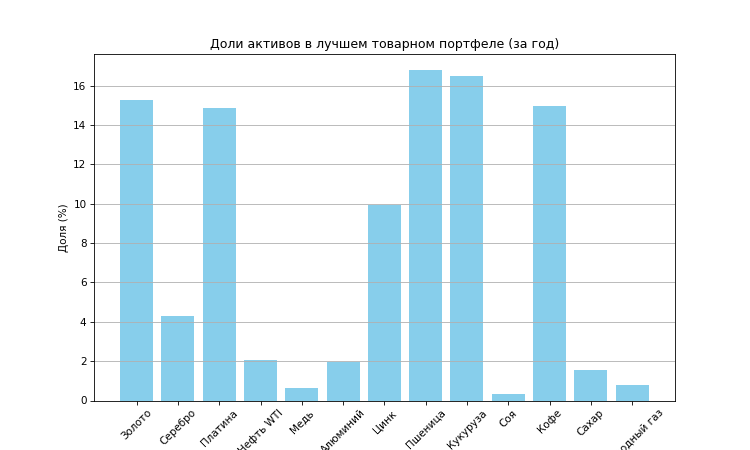 Доли активов в лучшем товарном портфеле (за год)
Доля (%)
16
14
12
10
8
6
4
2
0
Золото
Серебро
Платина
Нефть WTI
Медь
Алюминий
Цинк
Пшеница
Кукуруза
Соя
Кофе
Сахар
газ